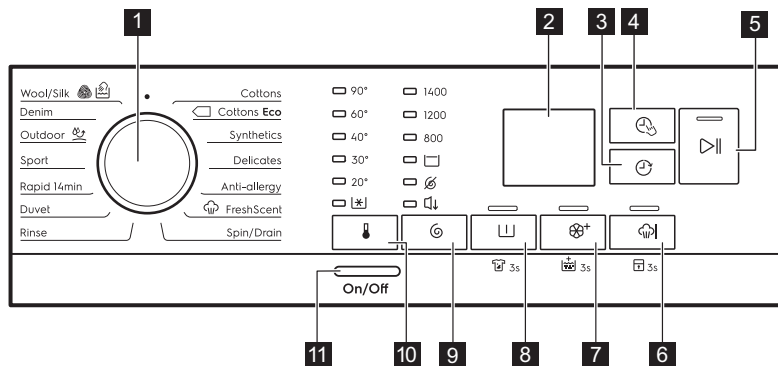 1
2
3
4
5
Wool/Silk
Denim
Outdoor
Sport
Rapid 14min
Duvet
Rinse
Cottons
Cottons Eco
Synthetics
Delicates
Anti-allergy
FreshScent
Spin/Drain
90° 1400
60° 1200
40° 800
30°
20°
3s 3s 3s
On/Off
11
10
9
8
7
6